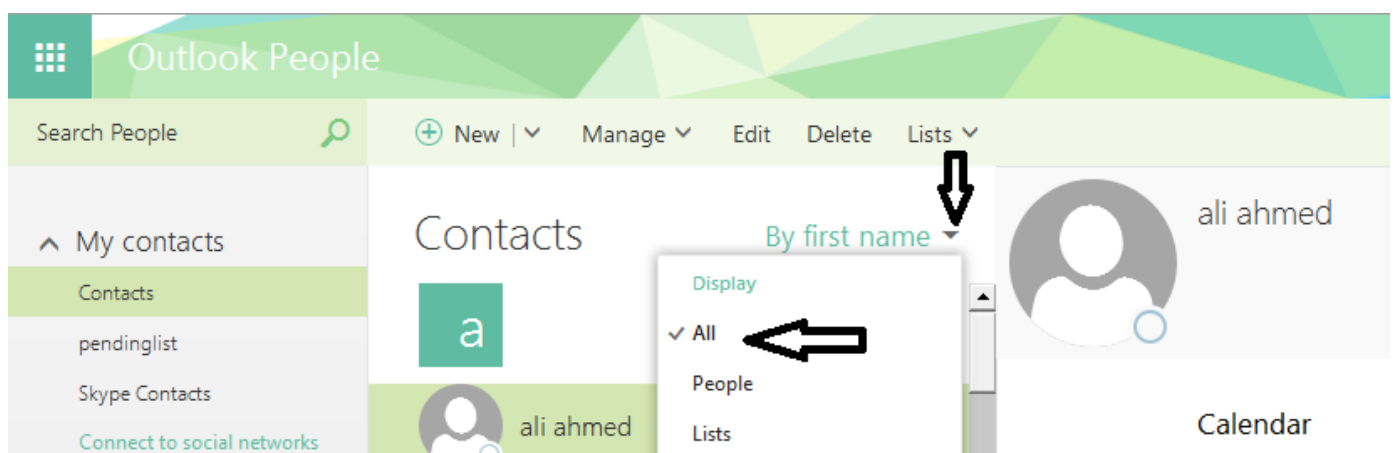 Outlook People
Search People
New | Manage Edit Delete Lists
My contacts
Contacts
pendinglist
Skype Contacts
Connect to social networks
Contacts
By first name
a
ali ahmed
Display
All
People
Lists
ali ahmed
Calendar